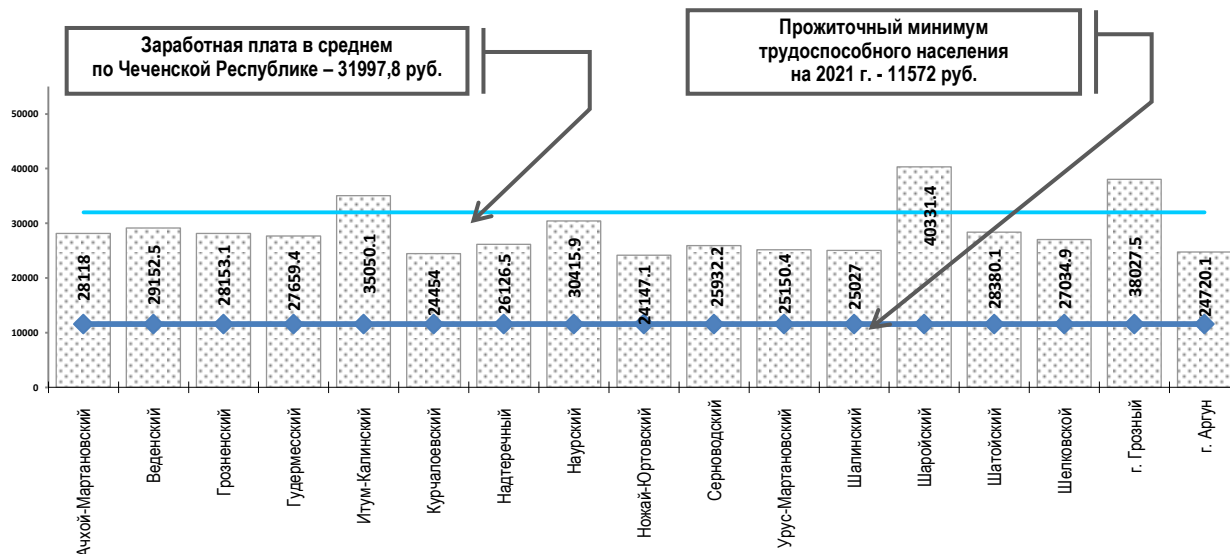 Заработная плата в среднем
по Чеченской Республике – 31997,8 руб.
Прожиточный минимум
трудоспособного населения
на 2021 г. - 11572 руб.
50000
40000
30000
20000
10000
0
28118
29152.5
28153.1
27659.4
35050.1
24454
26126.5
30415.9
24147.1
25932.2
25150.4
25027
40331.4
28380.1
27034.9
38027.5
24720.1
Ачхой-Мартановский
Веденский
Грозненский
Гудермесский
Итум-Калинский
Курчалоевский
Надтеречный
Наурский
Ножай-Юртовский
Серноводский
Урус-Мартановский
Шалинский
Шаройский
Шатойский
Шелковской
г. Грозный
г. Аргун